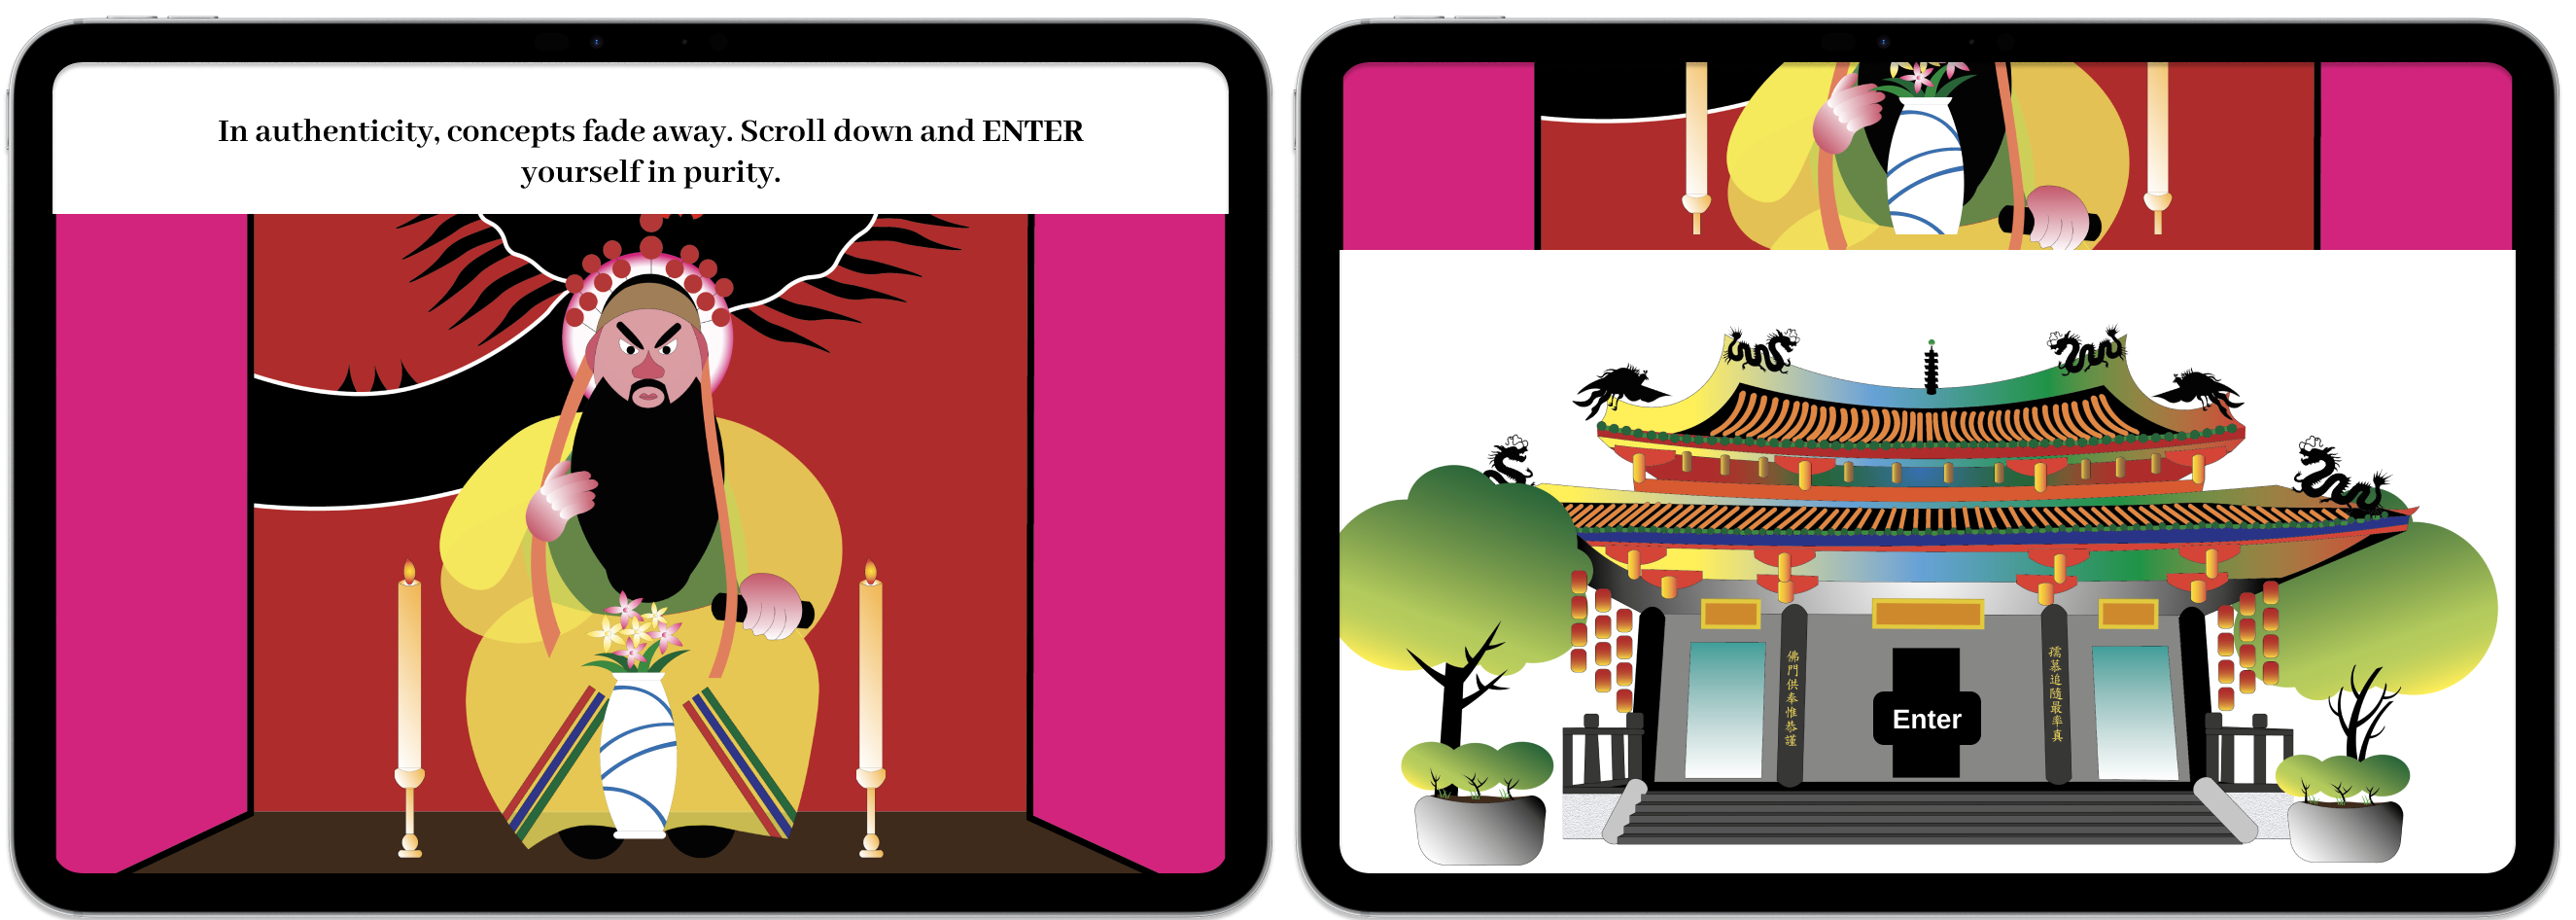 In authenticity, concepts fade away. Scroll down and ENTER
yourself in purity.
佛門供奉惟恭謹
Enter
孺慕追隨最率真